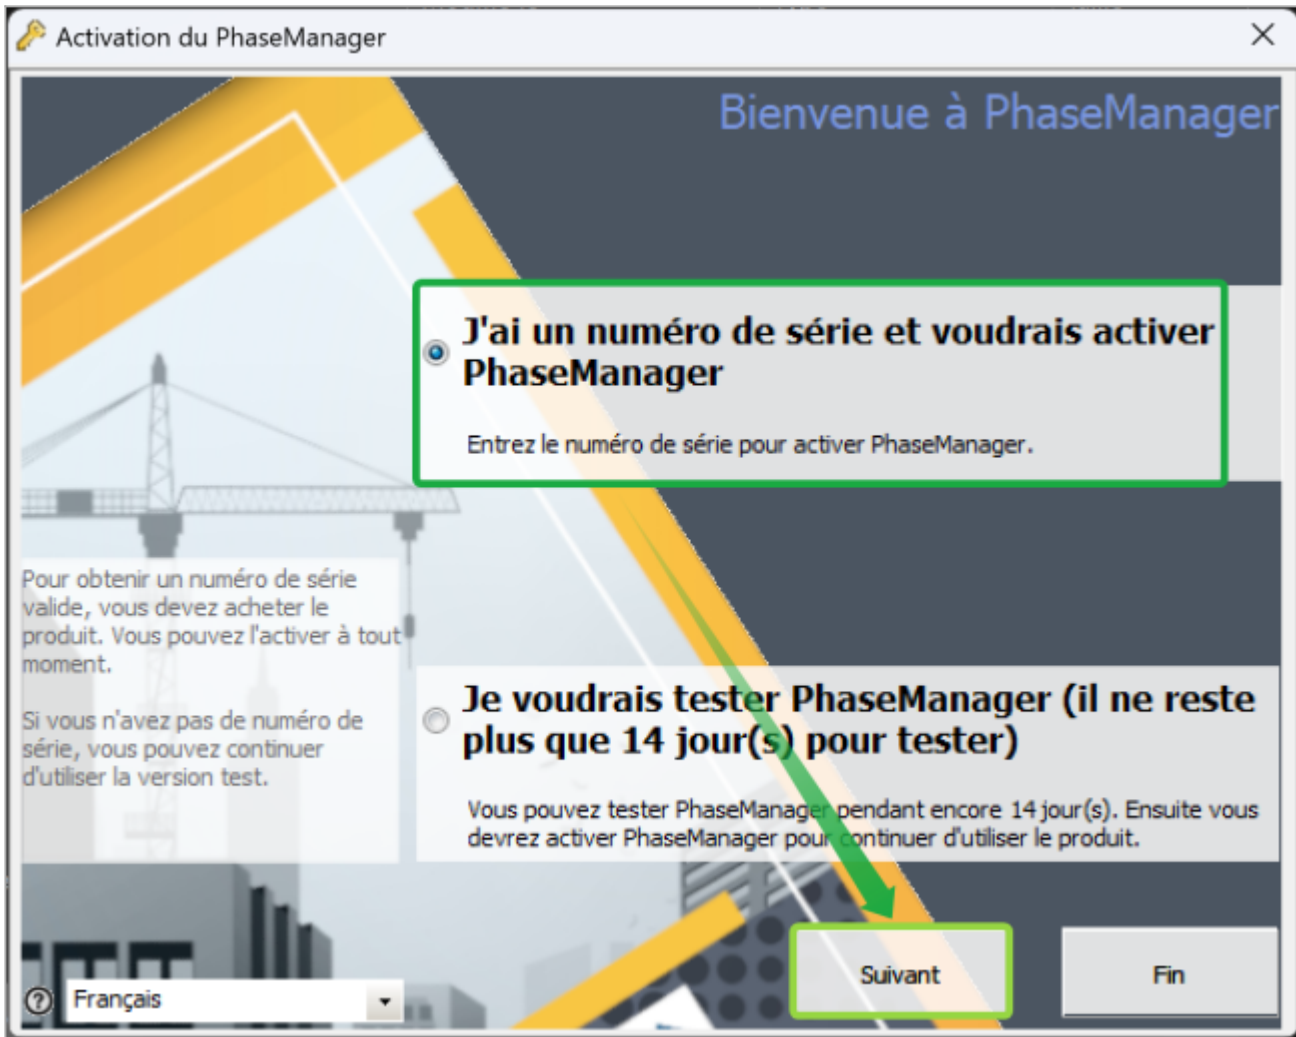 Activation du PhaseManager
Bienvenue à PhaseManager
J'ai un numéro de série et voudrais activer
PhaseManager
Entrez le numéro de série pour activer PhaseManager.
Pour obtenir un numéro de série
valide, vous devez acheter le
produit. Vous pouvez l'activer à tout
moment.
Si vous n'avez pas de numéro de
série, vous pouvez continuer
d'utiliser la version test.
Je voudrais tester PhaseManager (il ne reste
plus que 14 jour(s) pour tester)
Vous pouvez tester PhaseManager pendant encore 14 jour(s). Ensuite vous
devrez activer PhaseManager pour continuer d'utiliser le produit.
Français
Suivant
Fin